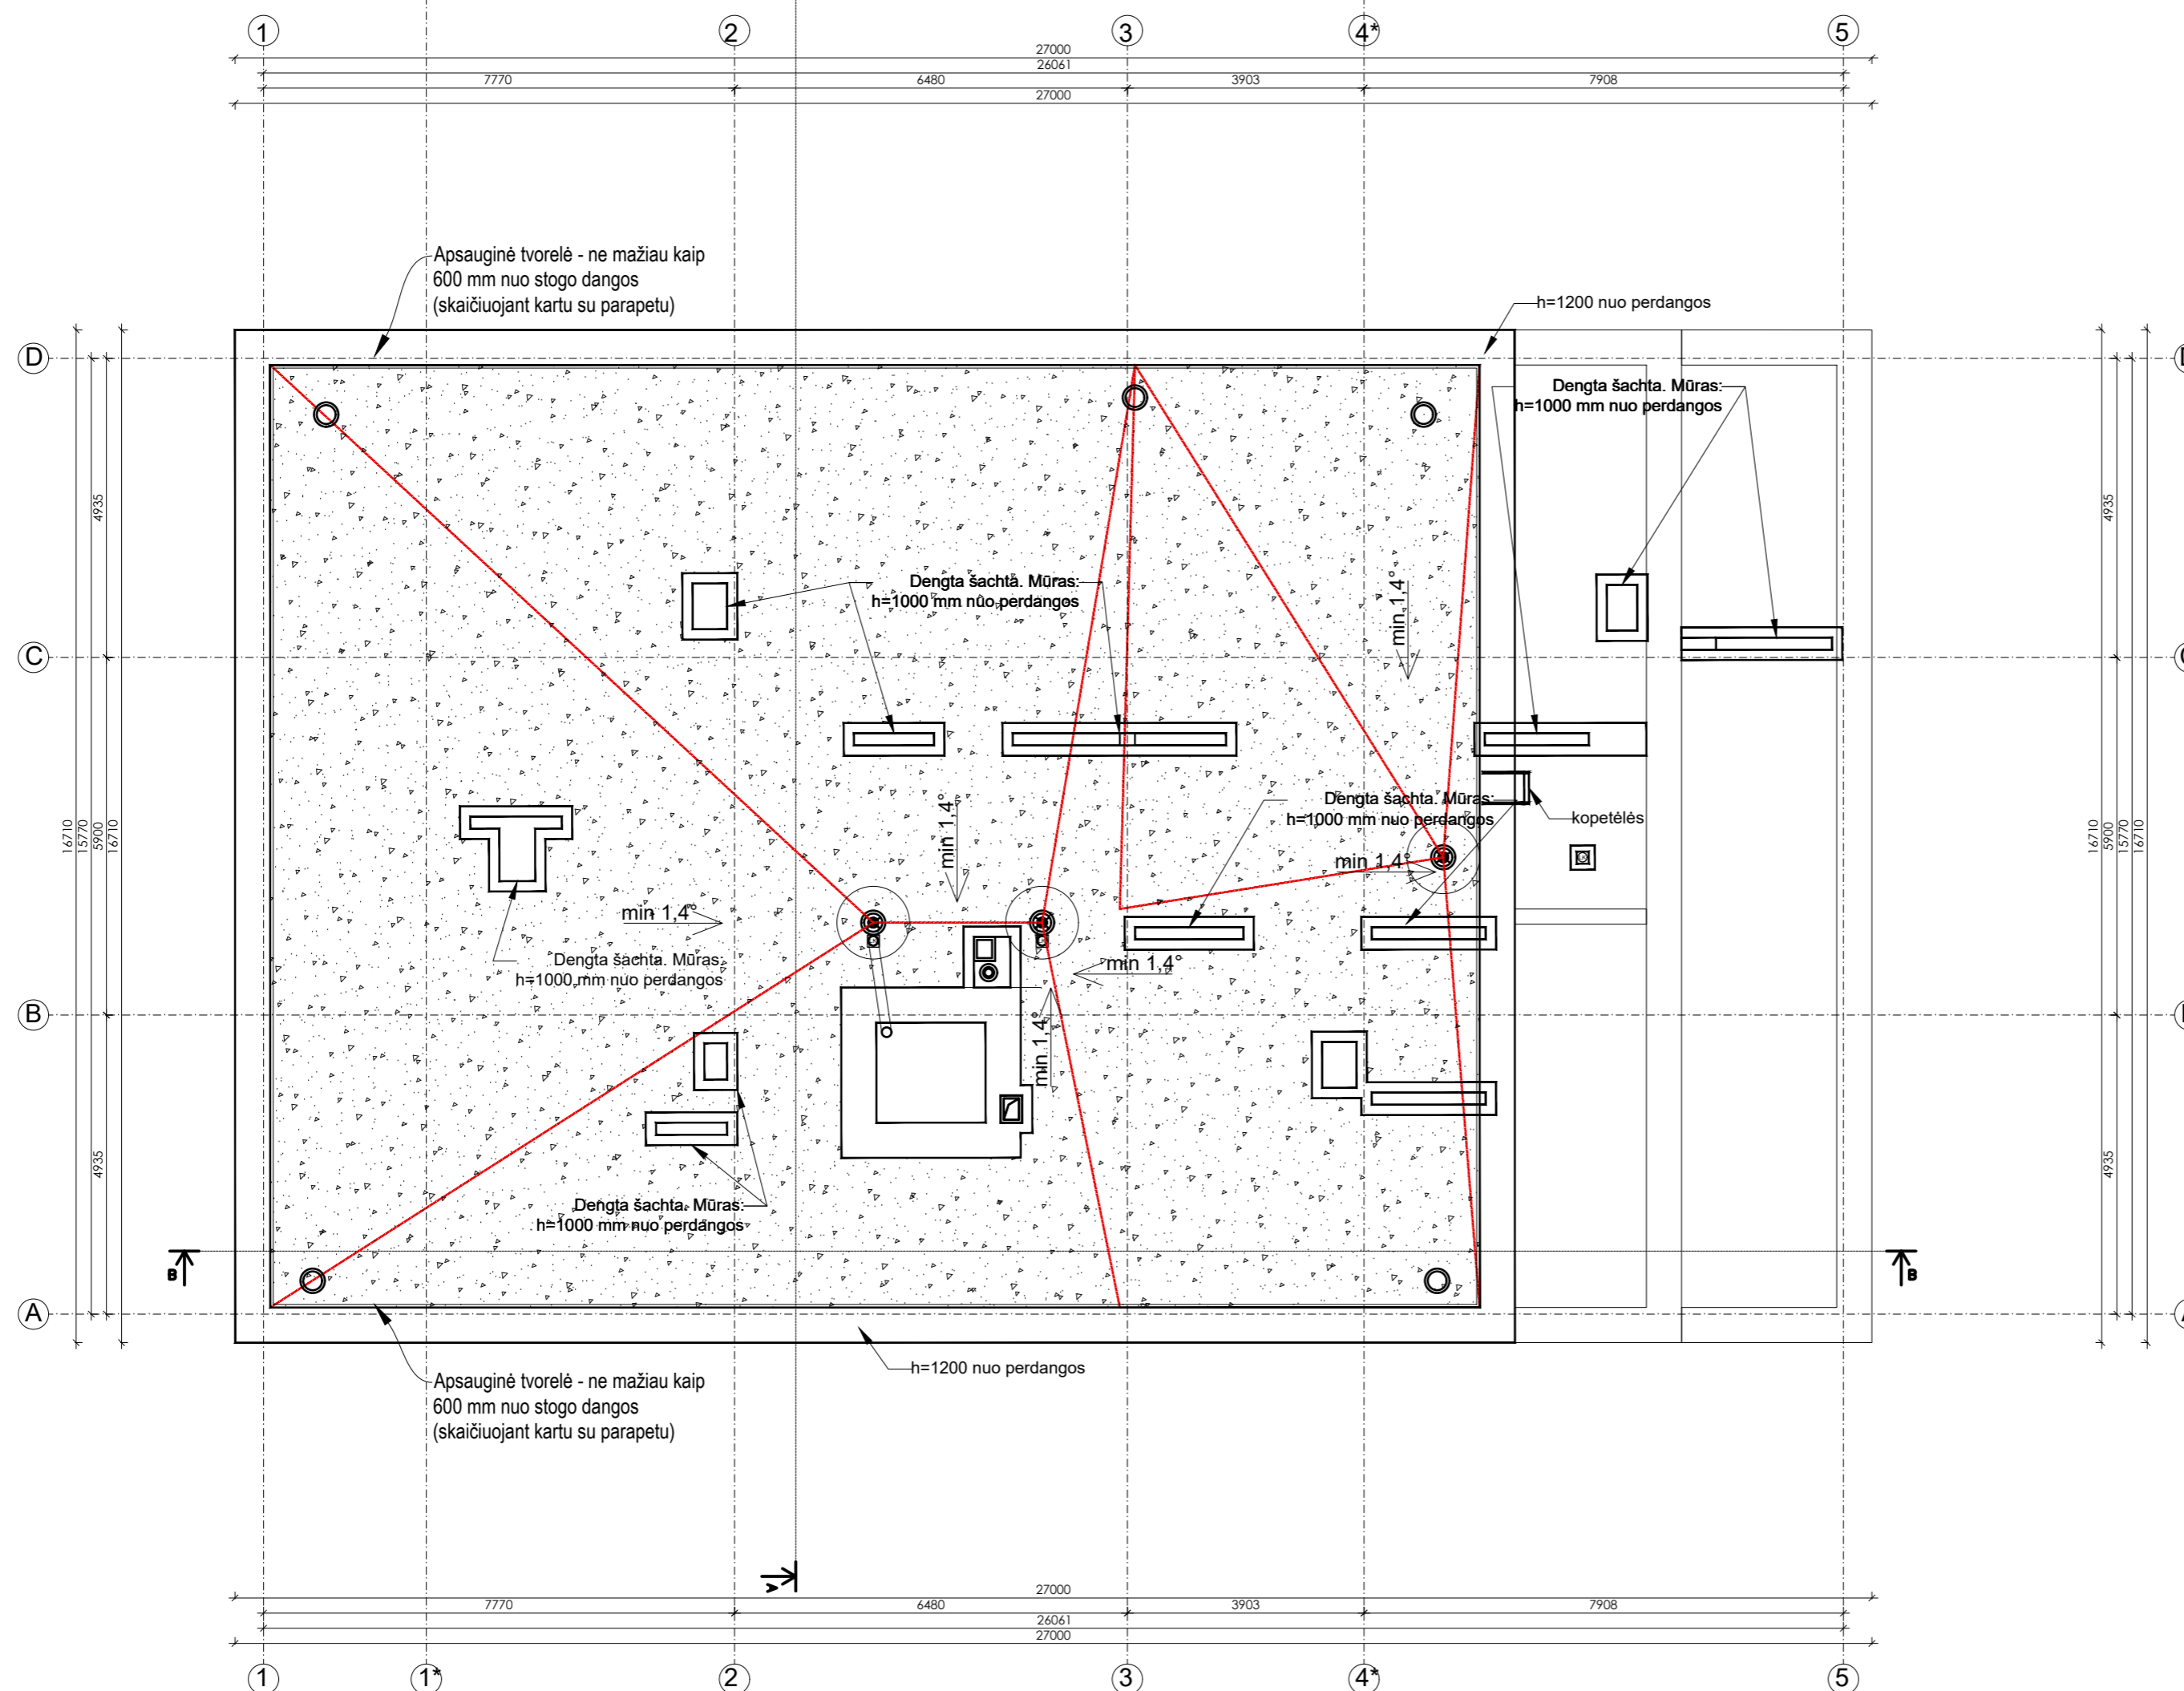 1
2
3
4*
5
27000
26061
7770
6480
3903
7908
27000
Apsauginė tvorelė - ne mažiau kaip
600 mm nuo stogo dangos
(skaičiuojant kartu su parapetu)
h=1200 nuo perdangos
D
Dengta šachta. Mūras:
h=1000 mm nuo perdangos
4935
4935
Dengta šachta. Mūras:
h=1000 mm nuo perdangos
min 1,4°
C
Dengta šachta. Mūras:
h=1000 mm nuo perdangos
kopetėlės
min 1,4°
min 1,4°
16710
15770
5900
16710
16710
5900
15770
16710
min 1,4°
Dengta šachta. Mūras:
h=1000 mm nuo perdangos
min 1,4°
B
min 1,4°
4935
4935
Dengta šachta. Mūras:
h=1000 mm nuo perdangos
B
B
A
h=1200 nuo perdangos
Apsauginė tvorelė - ne mažiau kaip
600 mm nuo stogo dangos
(skaičiuojant kartu su parapetu)
A
27000
7770
6480
3903
7908
26061
27000
1
1*
2
3
4*
5